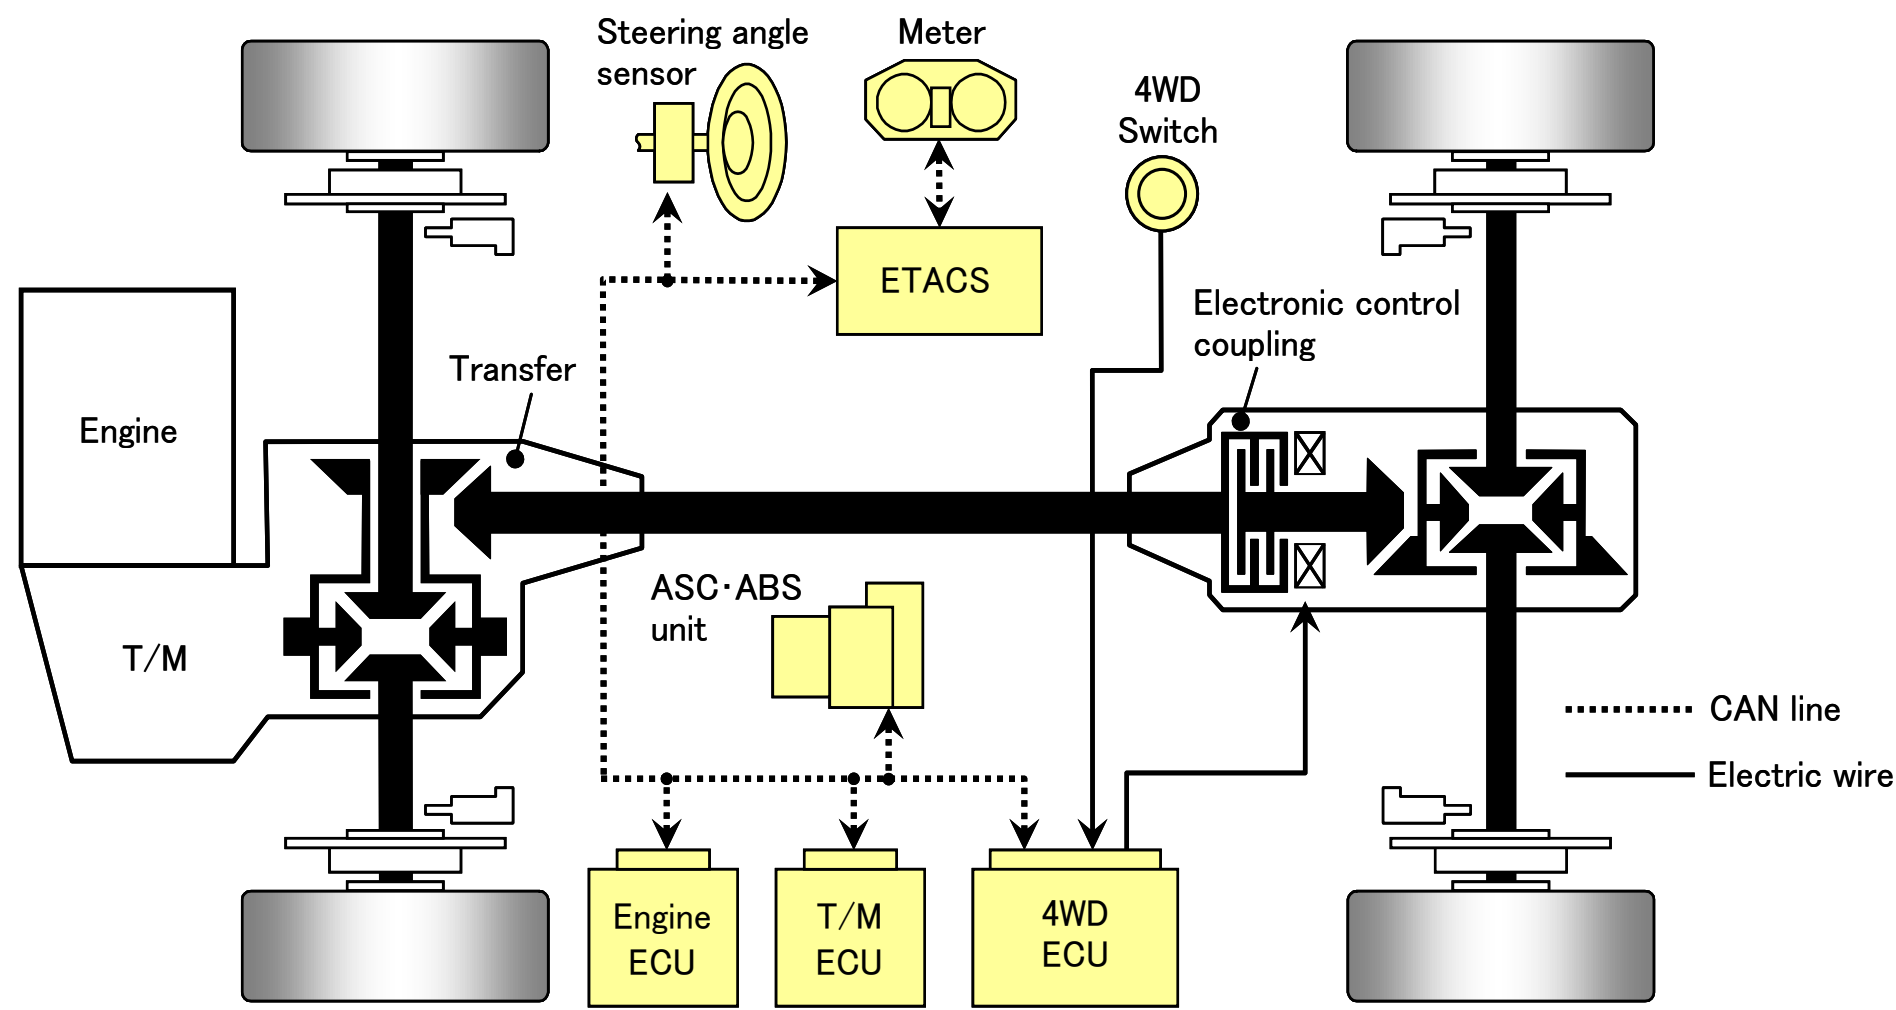 Steering angle
sensor
Meter
4WD
Switch
ETACS
Electronic control
coupling
Transfer
Engine
ASC·ABS
unit
T/M
CAN line
Electric wire
Engine
ECU
T/M
ECU
4WD
ECU